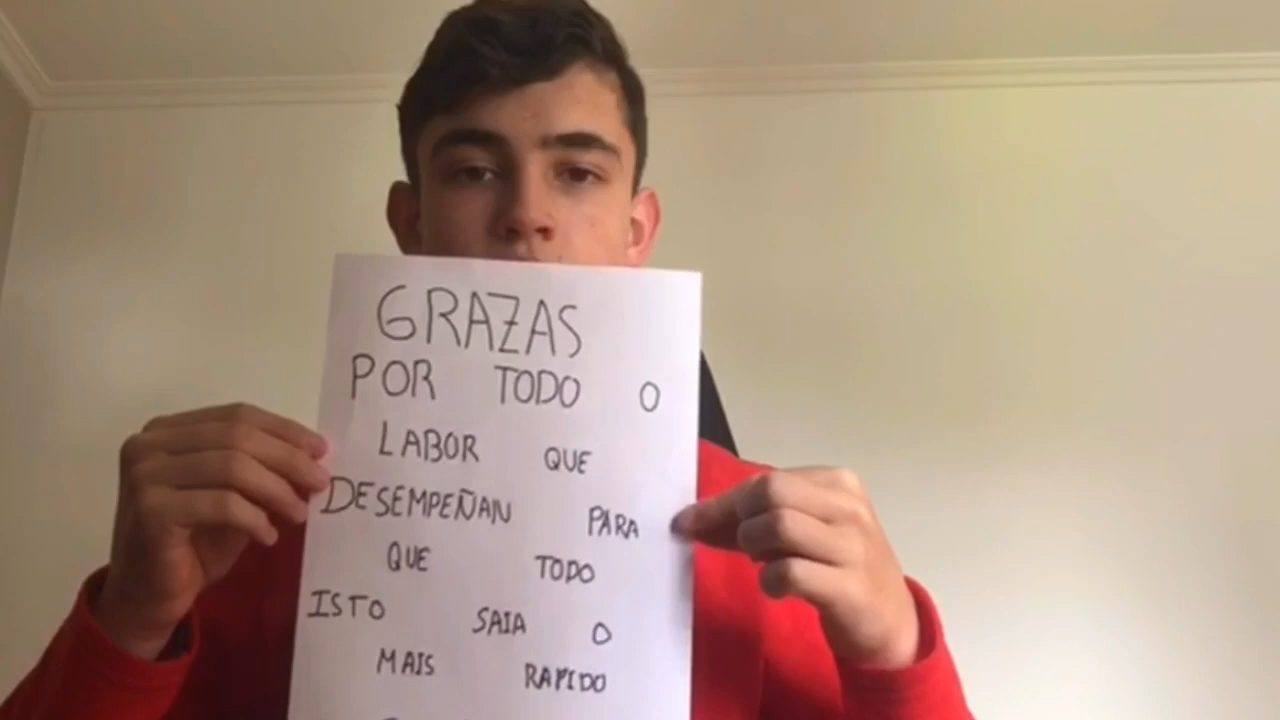 GRAZAS
POR TODO O
LABOR QUE
DESEMPEÑAN PARA
QUE TODO
ISTO SAIA O
MAIS RAPIDO